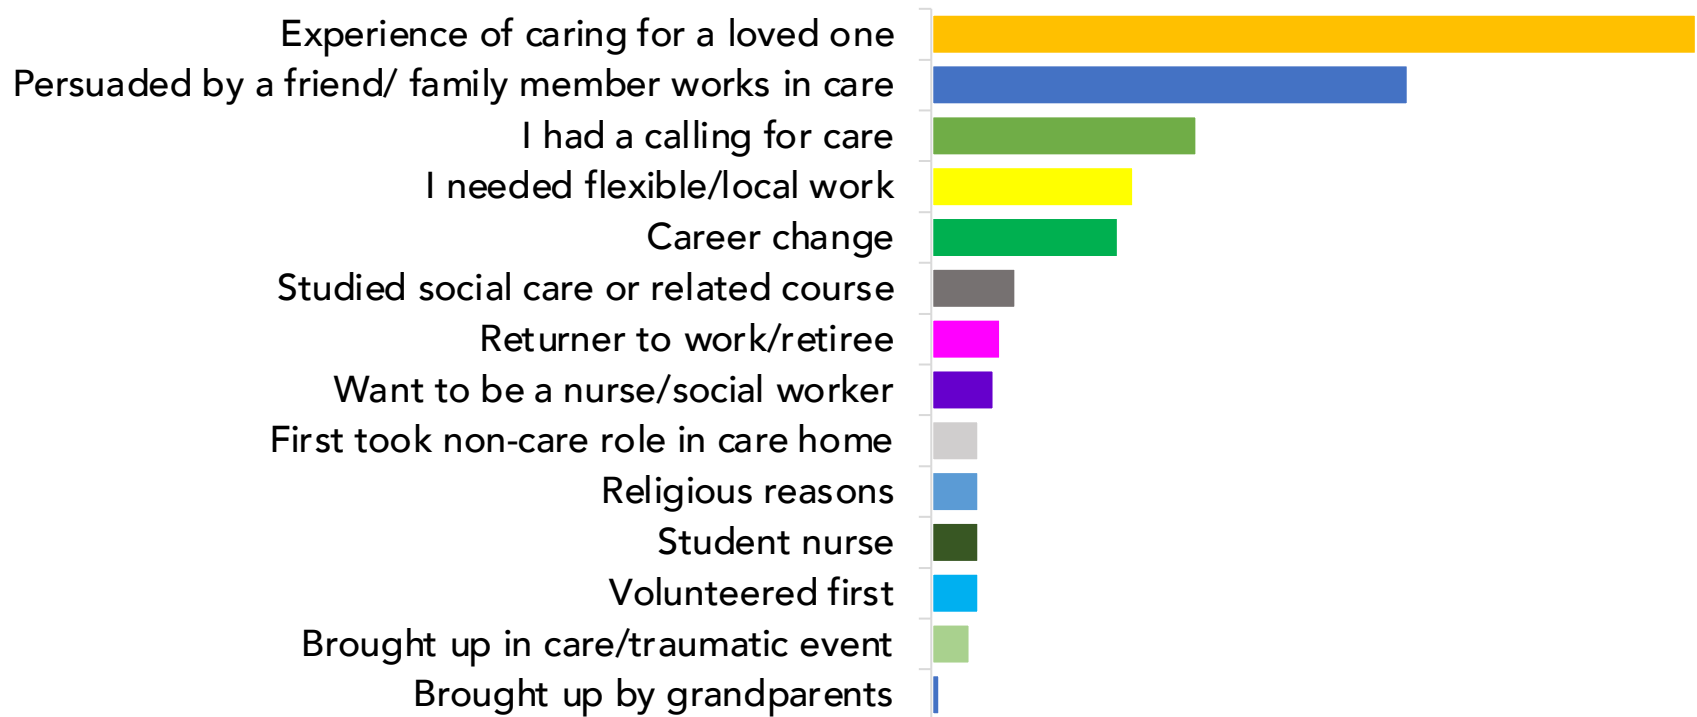 Experience of caring for a loved one
Persuaded by a friend/ family member works in care
I had a calling for care
I needed flexible/local work
Career change
Studied social care or related course
Returner to work/retiree
Want to be a nurse/social worker
First took non-care role in care home
Religious reasons
Student nurse
Volunteered first
Brought up in care/traumatic event
Brought up by grandparents